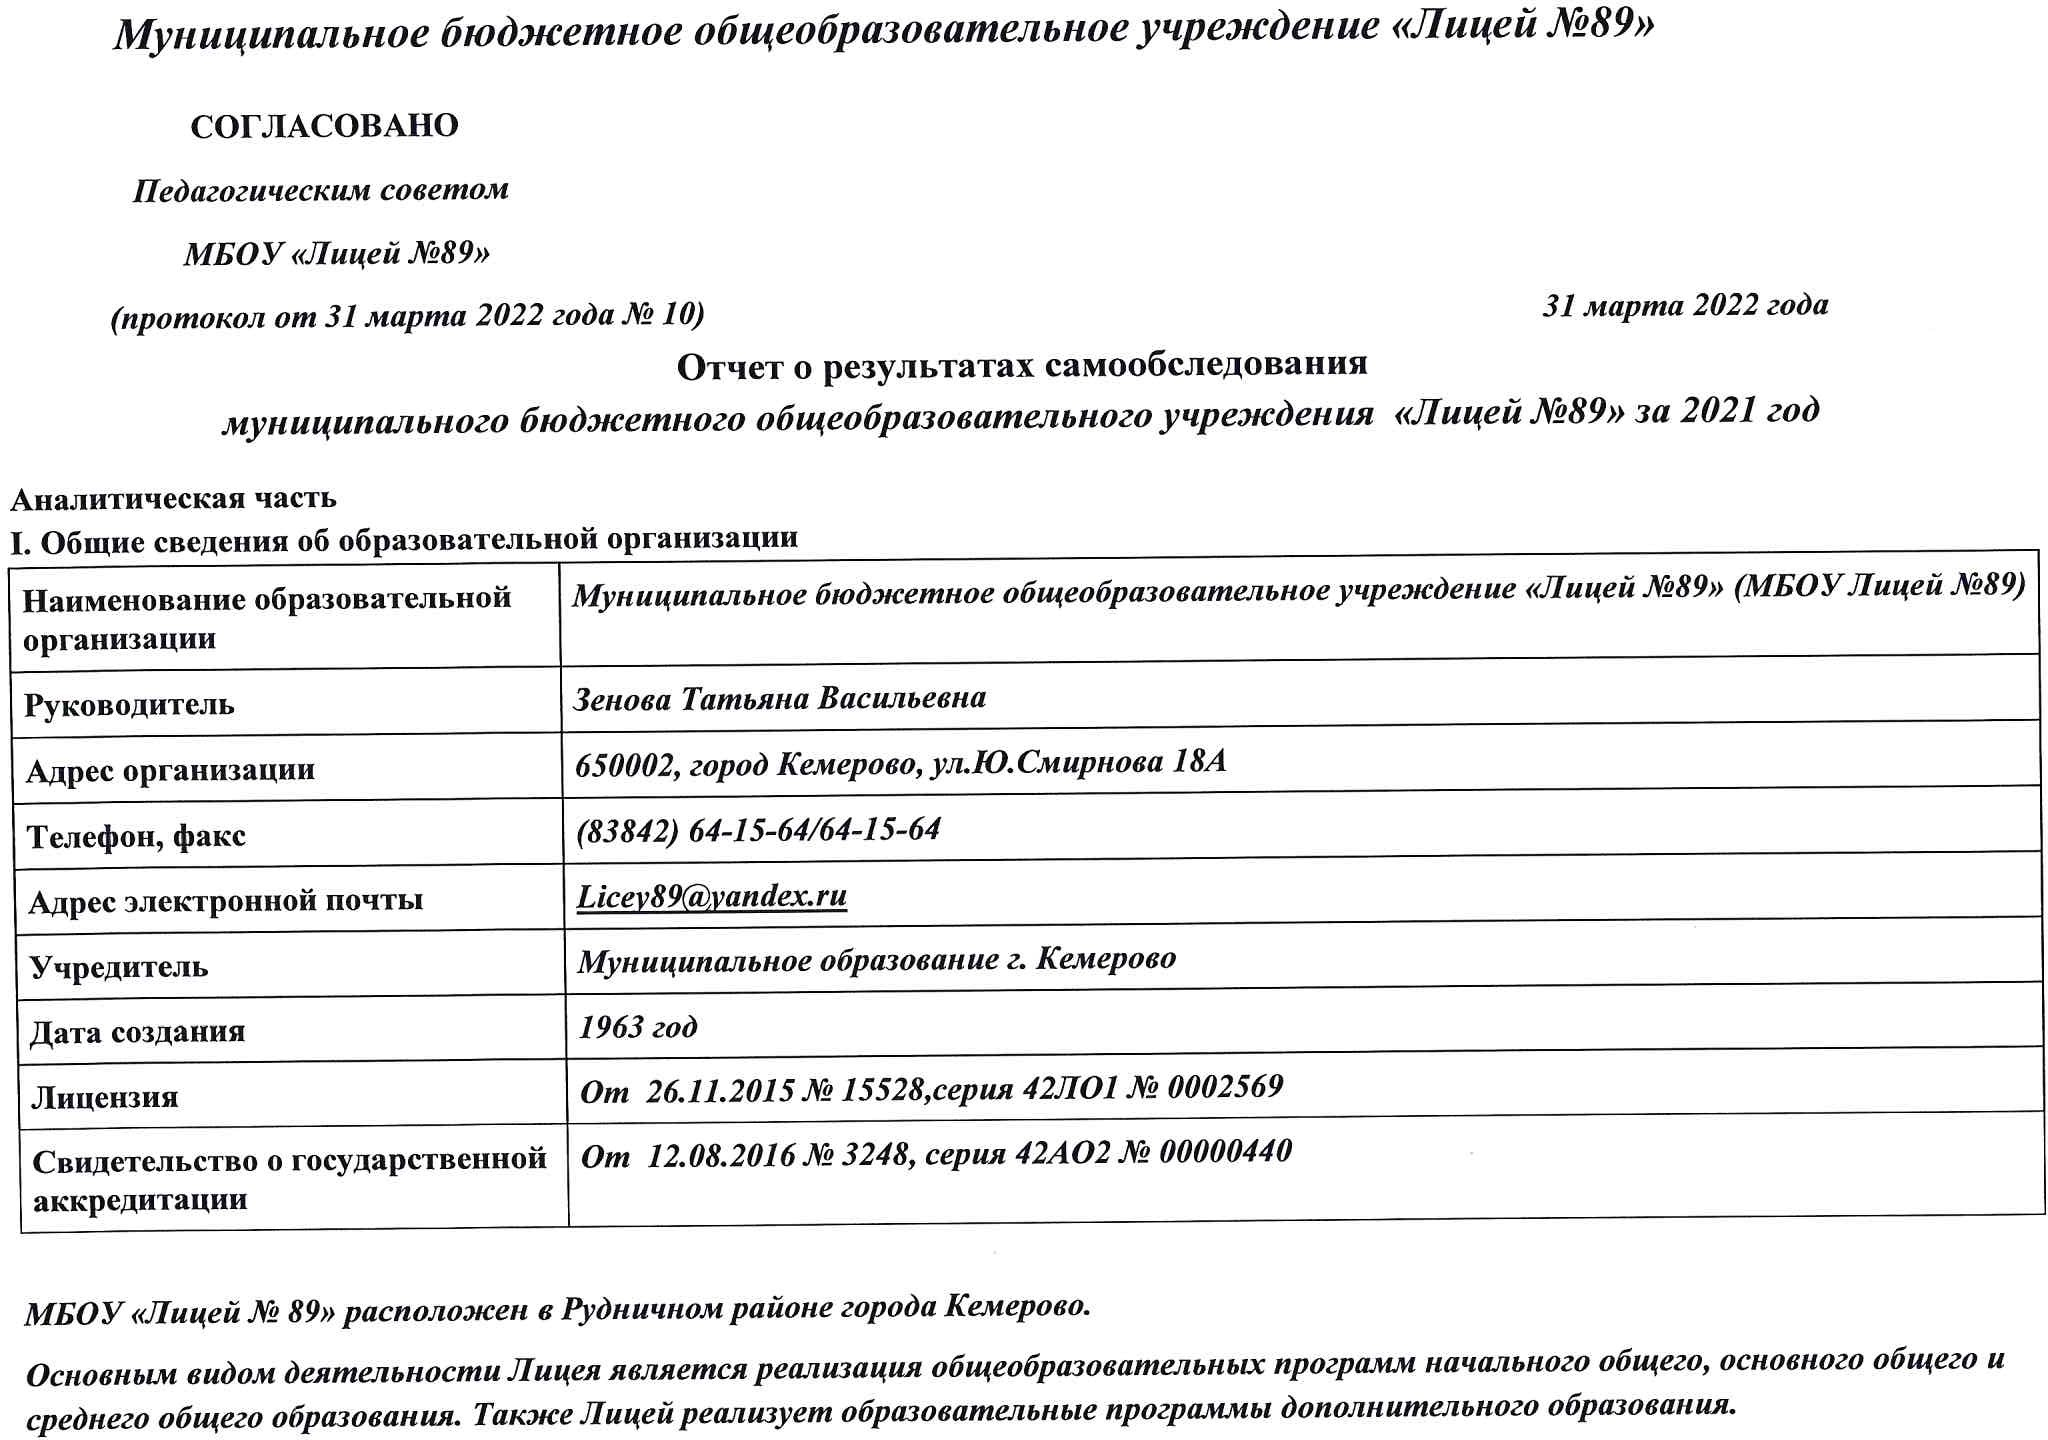 Муниципальное бюджетное общеобразовательное учреждение «Лицей №89»
СОГЛАСОВАНО
Педагогическим советом
МБОУ «Лицей №89»
(протокол от 31 марта 2022 года № 10)
31 марта 2022 года
Отчет о результатах самообследования
муниципального бюджетного общеобразовательного учреждения «Лицей №89» за 2021 год
Аналитическая часть
I. Общие сведения об образовательной организации
Наименование образовательной
организации
Муниципальное бюджетное общеобразовательное учреждение «Лицей №89» (МБОУ Лицей №89)
Руководитель
Зенова Татьяна Васильевна
Адрес организации
650002, город Кемерово, ул.Ю.Смирнова 18А
Телефон, факс
(83842) 64-15-64/64-15-64
Адрес электронной почты
Licey89@yandex.ru
Учредитель
Муниципальное образование г. Кемерово
Дата создания
1963 год
Лицензия
От 26.11.2015 № 15528,серия 42ЛО1 № 0002569
Свидетельство о государственной
аккредитации
От 12.08.2016 № 3248, серия 42АО2 № 00000440
МБОУ «Лицей № 89» расположен в Рудничном районе города Кемерово.
Основным видом деятельности Лицея является реализация общеобразовательных программ начального общего, основного общего и
среднего общего образования. Также Лицей реализует образовательные программы дополнительного образования.